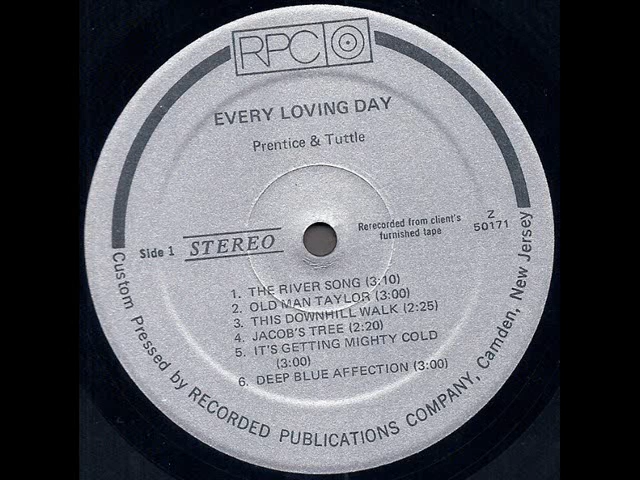 RPC
EVERY LOVING DAY
Prentice & Tuttle
Side 1 STEREO
Rerecorded from client's
furnished tape
Z
50171
1. THE RIVER SONG (3:10)
2. OLD MAN TAYLOR (3:00)
3. THIS DOWNHILL WALK (2:25)
4. JACOB'S TREE (2:20)
5. IT'S GETTING MIGHTY COLD
(3:00)
6. DEEP BLUE AFFECTION (3:00)
Custom Pressed by RECORDED PUBLICATIONS COMPANY, Camden, New Jersey